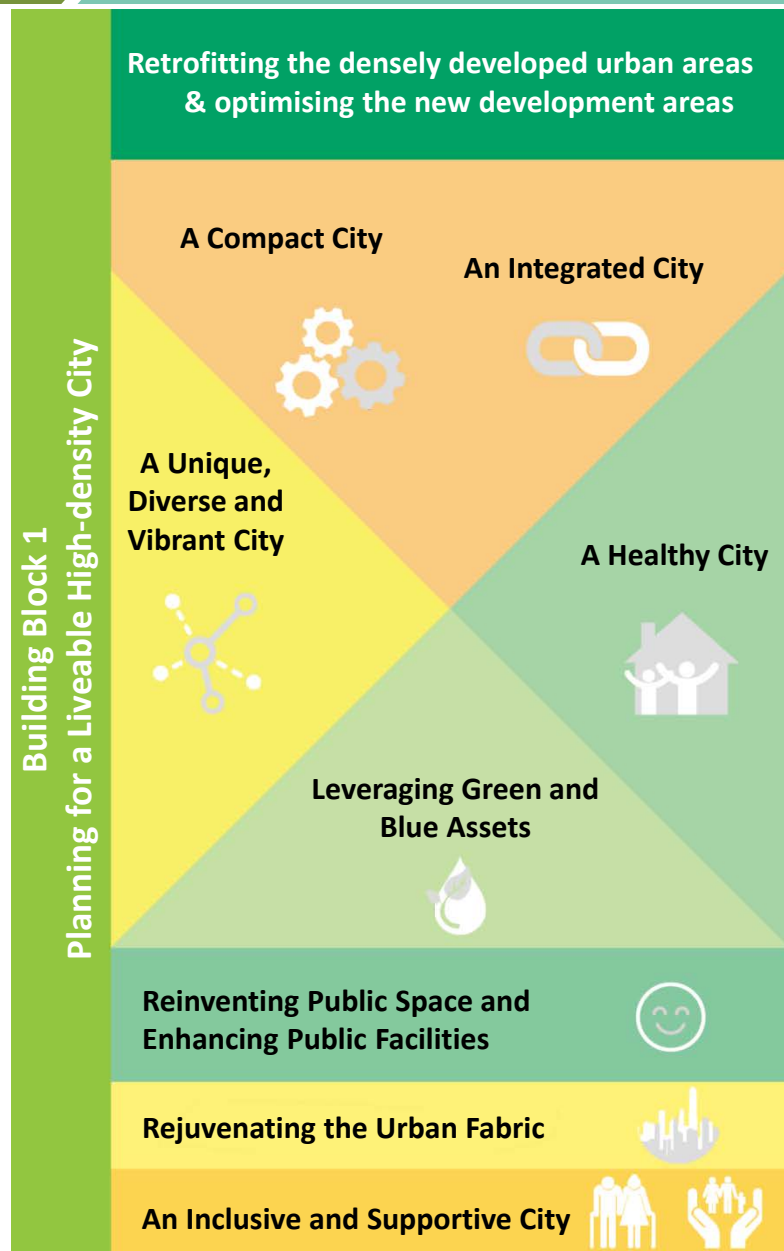 Building Block 1
Planning for a Liveable High-density City
Retrofitting the densely developed urban areas
& optimising the new development areas
A Compact City
An Integrated City
A Unique,
Diverse and
Vibrant City
A Healthy City
Leveraging Green and
Blue Assets
Reinventing Public Space and
Enhancing Public Facilities
Rejuvenating the Urban Fabric
An Inclusive and Supportive City